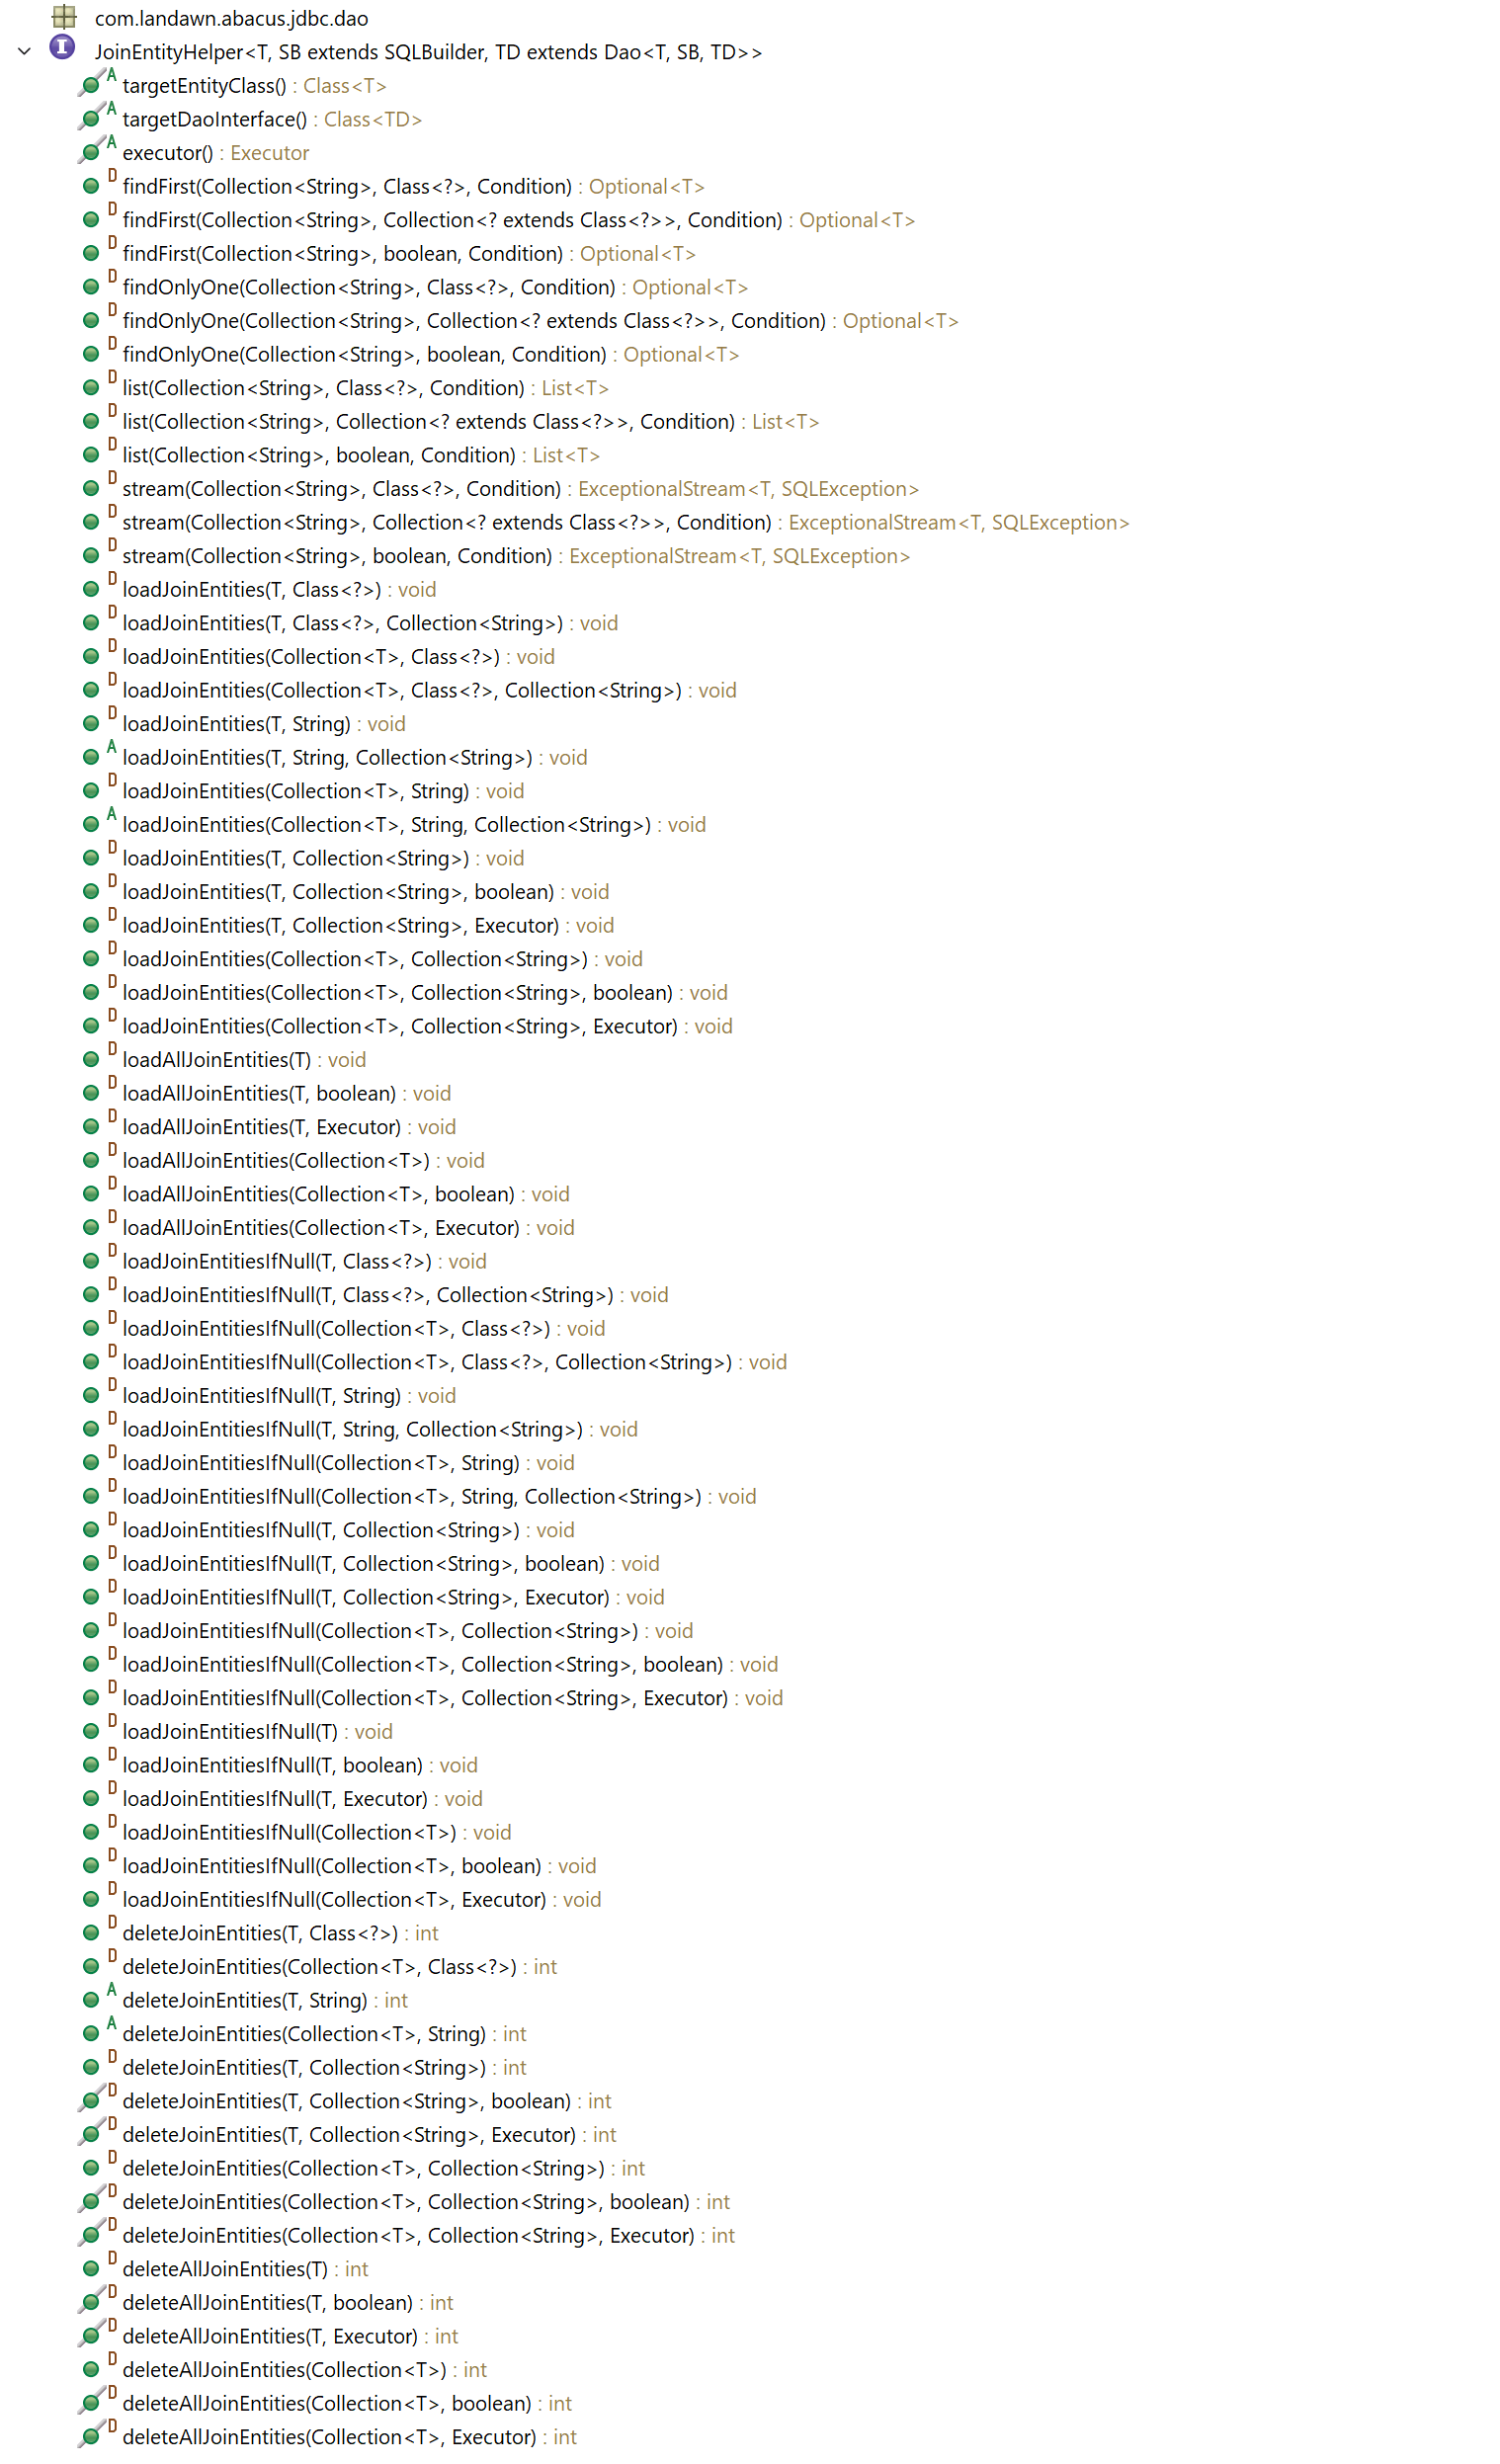 com.landawn.abacus.jdbc.dao
JoinEntityHelper<T, SB extends SQLBuilder, TD extends Dao<T, SB, TD>>
A targetEntityClass() : Class<T>
A targetDaoInterface() : Class<TD>
A executor() : Executor
D findFirst(Collection<String>, Class<?>, Condition) : Optional<T>
D findFirst(Collection<String>, Collection<? extends Class<?>>, Condition) : Optional<T>
D findFirst(Collection<String>, boolean, Condition) : Optional<T>
D findOnlyOne(Collection<String>, Class<?>, Condition) : Optional<T>
D findOnlyOne(Collection<String>, Collection<? extends Class<?>>, Condition) : Optional<T>
D findOnlyOne(Collection<String>, boolean, Condition) : Optional<T>
D list(Collection<String>, Class<?>, Condition) : List<T>
D list(Collection<String>, Collection<? extends Class<?>>, Condition) : List<T>
D list(Collection<String>, boolean, Condition) : List<T>
D stream(Collection<String>, Class<?>, Condition) : ExceptionalStream<T, SQLException>
D stream(Collection<String>, Collection<? extends Class<?>>, Condition) : ExceptionalStream<T, SQLException>
D stream(Collection<String>, boolean, Condition) : ExceptionalStream<T, SQLException>
D loadJoinEntities(T, Class<?>) : void
D loadJoinEntities(T, Class<?>, Collection<String>) : void
D loadJoinEntities(Collection<T>, Class<?>) : void
D loadJoinEntities(Collection<T>, Class<?>, Collection<String>) : void
D loadJoinEntities(T, String) : void
A loadJoinEntities(T, String, Collection<String>) : void
D loadJoinEntities(Collection<T>, String) : void
A loadJoinEntities(Collection<T>, String, Collection<String>) : void
D loadJoinEntities(T, Collection<String>) : void
D loadJoinEntities(T, Collection<String>, boolean) : void
D loadJoinEntities(T, Collection<String>, Executor) : void
D loadJoinEntities(Collection<T>, Collection<String>) : void
D loadJoinEntities(Collection<T>, Collection<String>, boolean) : void
D loadJoinEntities(Collection<T>, Collection<String>, Executor) : void
D loadAllJoinEntities(T) : void
D loadAllJoinEntities(T, boolean) : void
D loadAllJoinEntities(T, Executor) : void
D loadAllJoinEntities(Collection<T>) : void
D loadAllJoinEntities(Collection<T>, boolean) : void
D loadAllJoinEntities(Collection<T>, Executor) : void
D loadJoinEntitiesIfNull(T, Class<?>) : void
D loadJoinEntitiesIfNull(T, Class<?>, Collection<String>) : void
D loadJoinEntitiesIfNull(Collection<T>, Class<?>) : void
D loadJoinEntitiesIfNull(Collection<T>, Class<?>, Collection<String>) : void
D loadJoinEntitiesIfNull(T, String) : void
D loadJoinEntitiesIfNull(T, String, Collection<String>) : void
D loadJoinEntitiesIfNull(Collection<T>, String) : void
D loadJoinEntitiesIfNull(Collection<T>, String, Collection<String>) : void
D loadJoinEntitiesIfNull(T, Collection<String>) : void
D loadJoinEntitiesIfNull(T, Collection<String>, boolean) : void
D loadJoinEntitiesIfNull(T, Collection<String>, Executor) : void
D loadJoinEntitiesIfNull(Collection<T>, Collection<String>) : void
D loadJoinEntitiesIfNull(Collection<T>, Collection<String>, boolean) : void
D loadJoinEntitiesIfNull(Collection<T>, Collection<String>, Executor) : void
D loadJoinEntitiesIfNull(T) : void
D loadJoinEntitiesIfNull(T, boolean) : void
D loadJoinEntitiesIfNull(T, Executor) : void
D loadJoinEntitiesIfNull(Collection<T>) : void
D loadJoinEntitiesIfNull(Collection<T>, boolean) : void
D loadJoinEntitiesIfNull(Collection<T>, Executor) : void
D deleteJoinEntities(T, Class<?>) : int
D deleteJoinEntities(Collection<T>, Class<?>) : int
A deleteJoinEntities(T, String) : int
A deleteJoinEntities(Collection<T>, String) : int
D deleteJoinEntities(T, Collection<String>) : int
D deleteJoinEntities(T, Collection<String>, boolean) : int
D deleteJoinEntities(T, Collection<String>, Executor) : int
D deleteJoinEntities(Collection<T>, Collection<String>) : int
D deleteJoinEntities(Collection<T>, Collection<String>, boolean) : int
D deleteJoinEntities(Collection<T>, Collection<String>, Executor) : int
D deleteAllJoinEntities(T) : int
D deleteAllJoinEntities(T, boolean) : int
D deleteAllJoinEntities(T, Executor) : int
D deleteAllJoinEntities(Collection<T>) : int
D deleteAllJoinEntities(Collection<T>, boolean) : int
D deleteAllJoinEntities(Collection<T>, Executor) : int